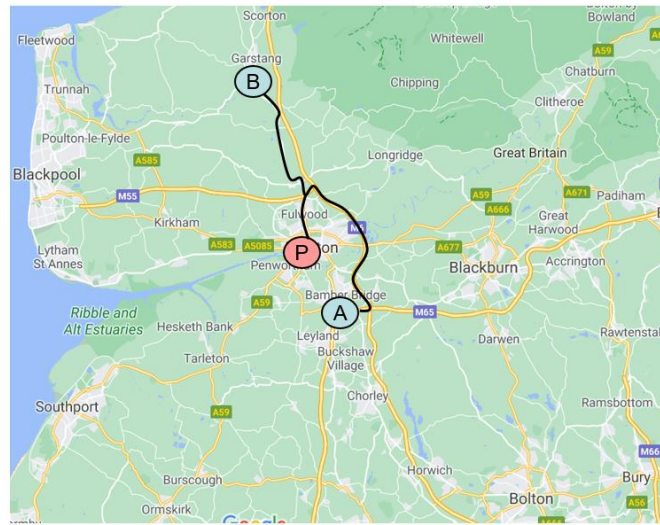 Scorton
Bolton by
Bowland
Fleetwood
Whitewell
A59
Garstang
Chatburn
B
Trunnah
Chipping
Clitheroe
Poulton-le-Fylde
A585
Longridge
Great Britain
Blackpool
M55
A59
A671
Padiham
Fulwood
A666
Kirkham
Great
Harwood
A583
A5085
P
A677
Lytham
St Annes
Penwortham
Blackburn
Accrington
Bamber Bridge
A59
A
M65
Ribble and
Alt Estuaries
Hesketh Bank
Leyland
Darwen
Rawtenstall
Tarleton
Buckshaw
Village
Southport
Chorley
A59
Ramsbottom
M66
Burscough
Horwich
Bury
Ormskirk
Bolton
A56
Google